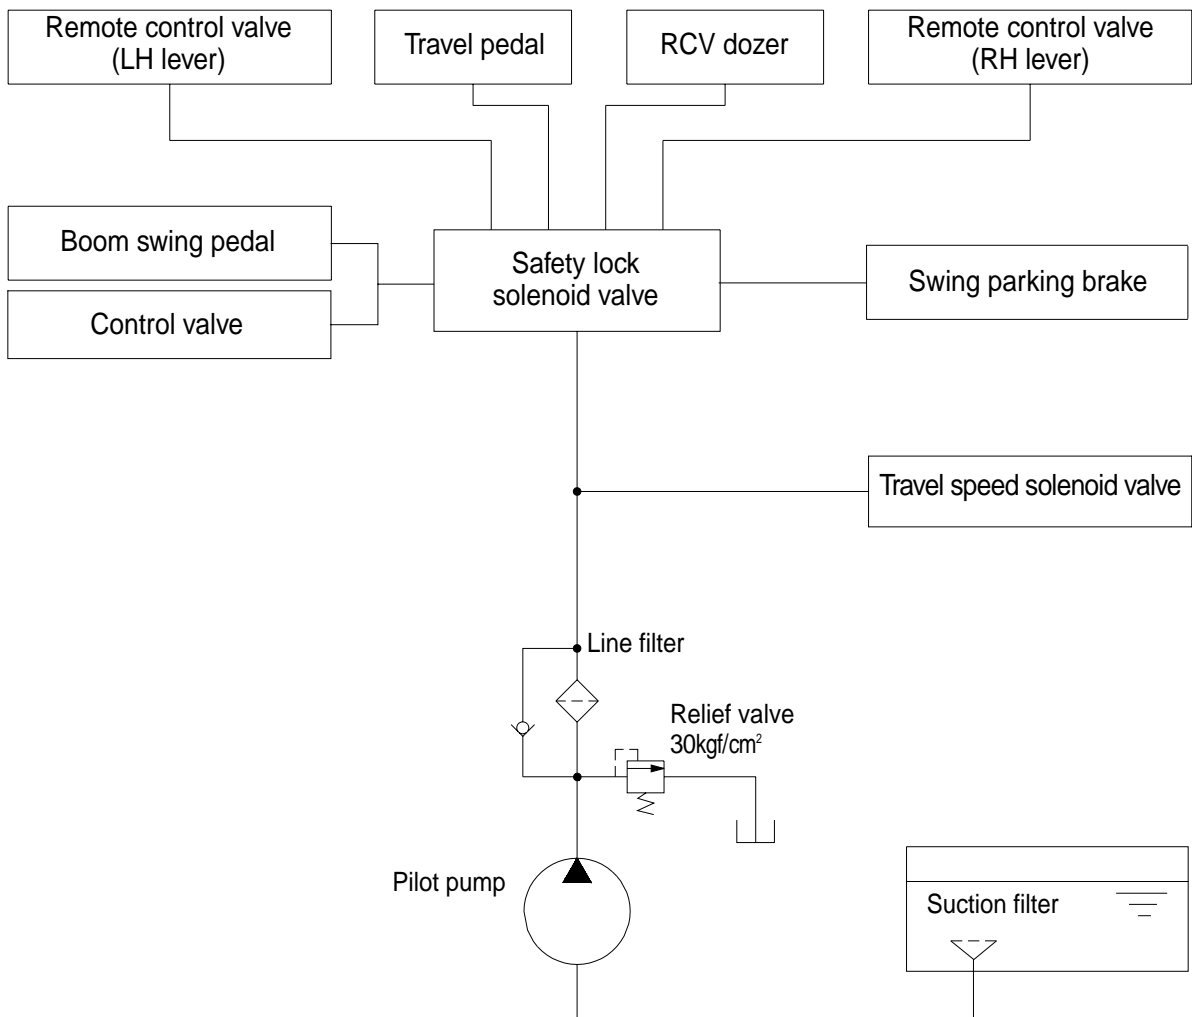 Remote control valve
(LH lever)
Travel pedal
RCV dozer
Remote control valve
(RH lever)
Boom swing pedal
Control valve
Safety lock
solenoid valve
Swing parking brake
Travel speed solenoid valve
Line filter
Relief valve
30kgf/cm²
Pilot pump
Suction filter